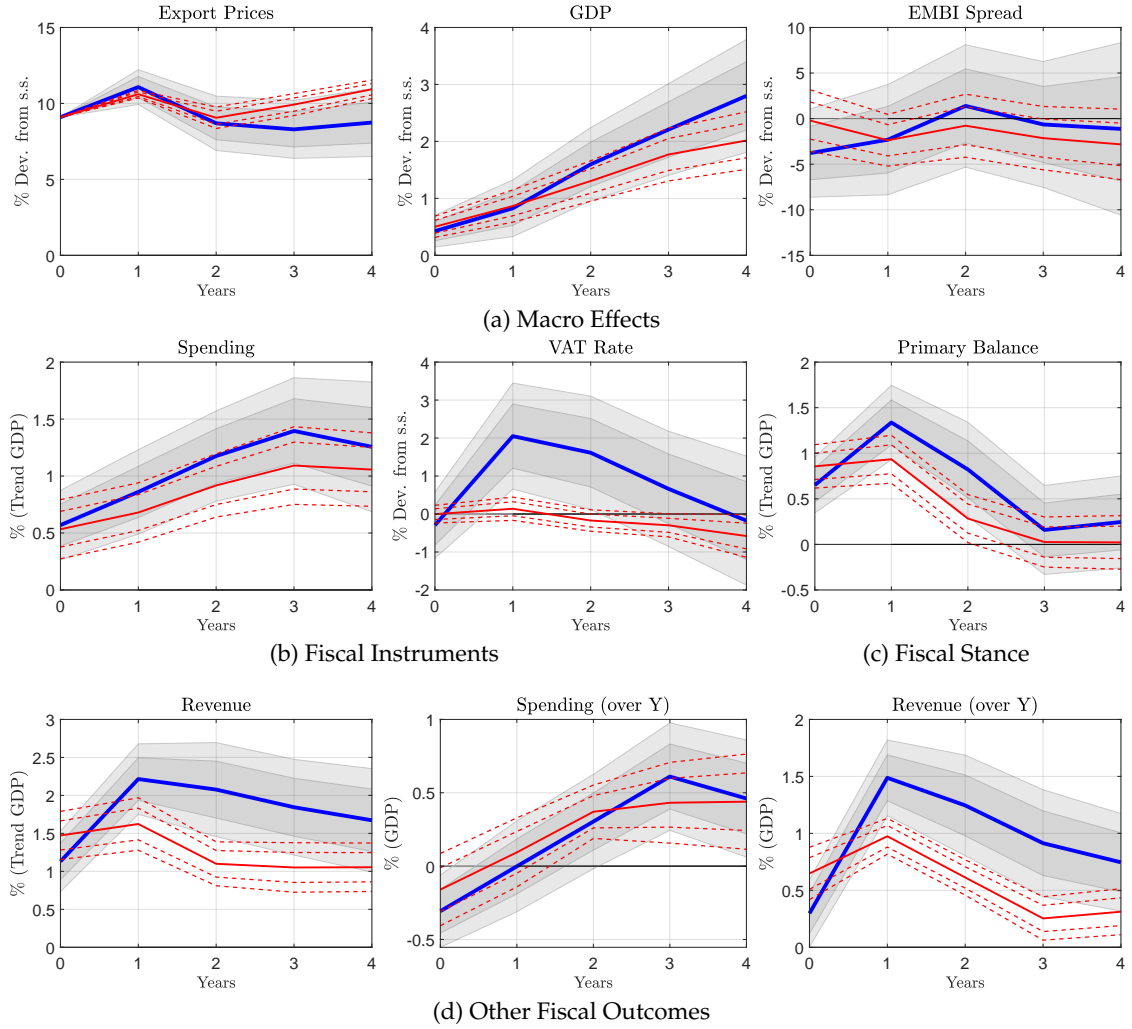 Export Prices
GDP
EMBI Spread
% Dev. from s.s.
15
10
5
0
0 1 2 3 4
Years
% Dev. from s.s.
4
3
2
1
0
0 1 2 3 4
Years
% Dev. from s.s.
10
5
0
-5
-10
-15
0 1 2 3 4
Years
(a) Macro Effects
Spending
VAT Rate
Primary Balance
% (Trend GDP)
2
1.5
1
0.5
0
0 1 2 3 4
Years
% Dev. from s.s.
4
3
2
1
0
-1
-2
0 1 2 3 4
Years
% (Trend GDP)
2
1.5
1
0.5
0
-0.5
0 1 2 3 4
Years
(b) Fiscal Instruments
(c) Fiscal Stance
Revenue
Spending (over Y)
Revenue (over Y)
% (Trend GDP)
3
2.5
2
1.5
1
0.5
0
0 1 2 3 4
Years
% (GDP)
1
0.5
0
-0.5
0 1 2 3 4
Years
% (GDP)
2
1.5
1
0.5
0
0 1 2 3 4
Years
(d) Other Fiscal Outcomes